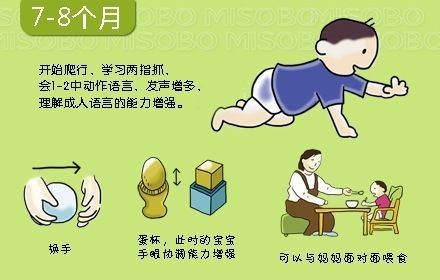 MISOBO MISOBO MISOBO
7-8个月
开始爬行、学习两指抓、
会1-2中动作语言、发声增多、
理解成人语言的能力增强。
换手
蛋杯，此时的宝宝
手眼协调能力增强
可以与妈妈面对面喂食